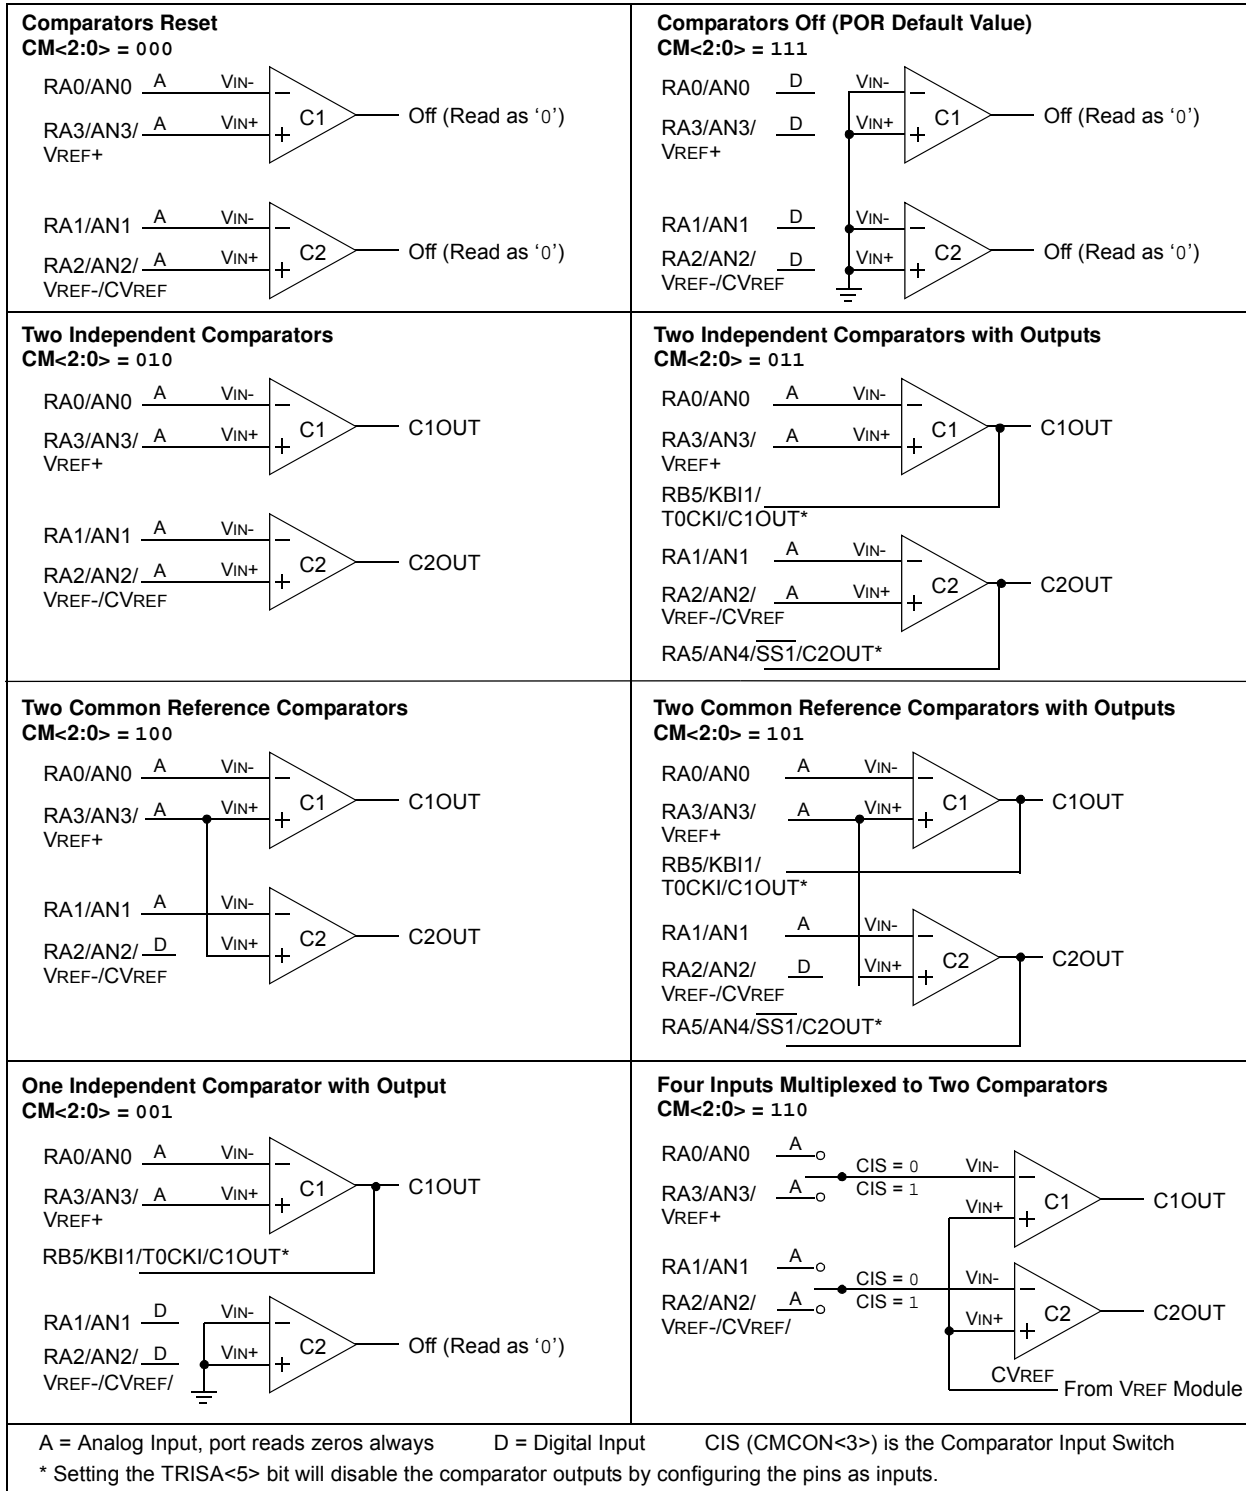 Comparators Reset
CM<2:0> = 000
RA0/AN0 A VIN-
C1 Off (Read as ‘0’)
RA3/AN3/ A VIN+
VREF+
RA1/AN1 A VIN-
C2 Off (Read as ‘0’)
RA2/AN2/ A VIN+
VREF-/CVREF
Comparators Off (POR Default Value)
CM<2:0> = 111
RA0/AN0 D VIN-
C1 Off (Read as ‘0’)
RA3/AN3/ D VIN+
VREF+
RA1/AN1 D VIN-
C2 Off (Read as ‘0’)
RA2/AN2/ D VIN+
VREF-/CVREF
Two Independent Comparators
CM<2:0> = 010
RA0/AN0 A VIN-
C1 C1OUT
RA3/AN3/ A VIN+
VREF+
RA1/AN1 A VIN-
C2 C2OUT
RA2/AN2/ A VIN+
VREF-/CVREF
Two Independent Comparators with Outputs
CM<2:0> = 011
RA0/AN0 A VIN-
C1 C1OUT
RA3/AN3/ A VIN+
VREF+
RB5/KBI1/
T0CKI/C1OUT*
RA1/AN1 A VIN-
C2 C2OUT
RA2/AN2/ A VIN+
VREF-/CVREF
RA5/AN4/SS1/C2OUT*
Two Common Reference Comparators
CM<2:0> = 100
RA0/AN0 A VIN-
C1 C1OUT
RA3/AN3/ A VIN+
VREF+
RA1/AN1 A VIN-
C2 C2OUT
RA2/AN2/ D VIN+
VREF-/CVREF
Two Common Reference Comparators with Outputs
CM<2:0> = 101
RA0/AN0 A VIN-
C1 C1OUT
RA3/AN3/ A VIN+
VREF+
RB5/KBI1/
T0CKI/C1OUT*
RA1/AN1 A VIN-
C2 C2OUT
RA2/AN2/ D VIN+
VREF-/CVREF
RA5/AN4/SS1/C2OUT*
One Independent Comparator with Output
CM<2:0> = 001
RA0/AN0 A VIN-
C1 C1OUT
RA3/AN3/ A VIN+
VREF+
RB5/KBI1/T0CKI/C1OUT*
RA1/AN1 D VIN-
C2 Off (Read as ‘0’)
RA2/AN2/ D VIN+
VREF-/CVREF/
Four Inputs Multiplexed to Two Comparators
CM<2:0> = 110
RA0/AN0 A
CIS = 0 VIN-
RA3/AN3/ A CIS = 1
VREF+ VIN+ C1 C1OUT
RA1/AN1 A
CIS = 0 VIN-
RA2/AN2/ A CIS = 1
VREF-/CVREF/ VIN+ C2 C2OUT
CVREF
From VREF Module
A = Analog Input, port reads zeros always D = Digital Input CIS (CMCON<3>) is the Comparator Input Switch
* Setting the TRISA<5> bit will disable the comparator outputs by configuring the pins as inputs.